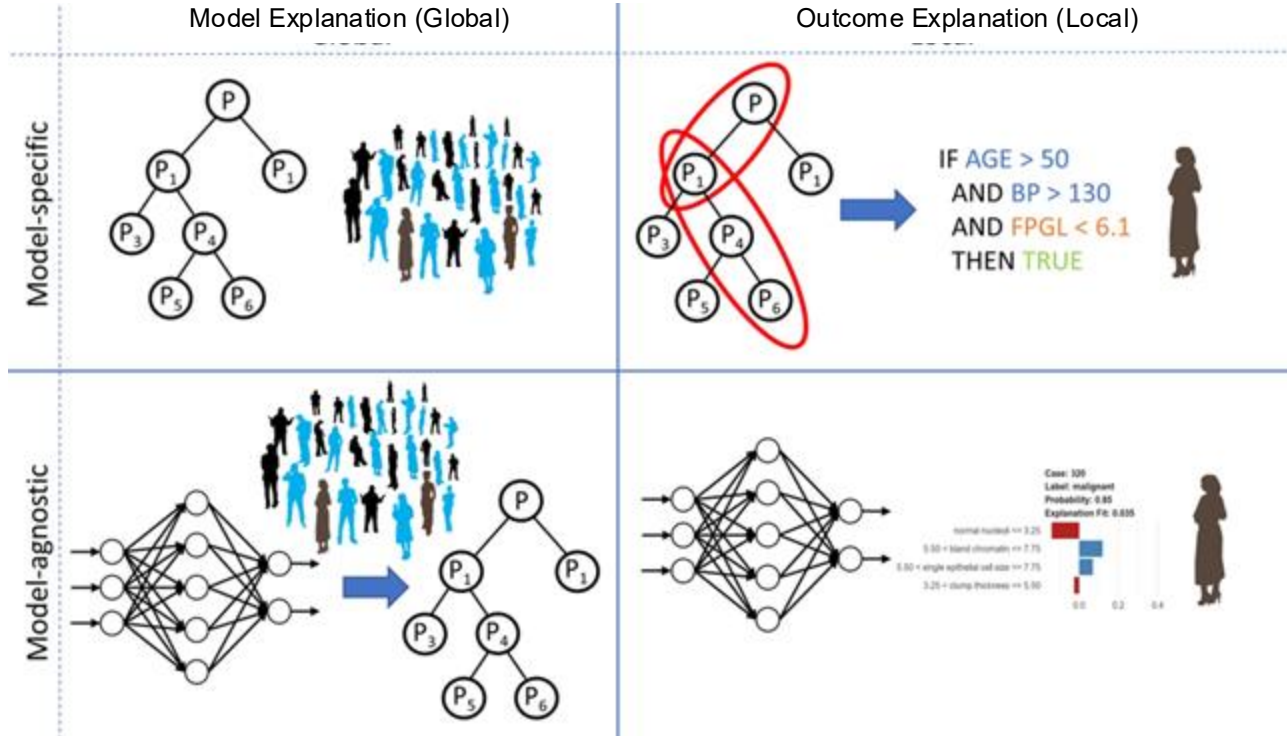 Model Explanation (Global)
Outcome Explanation (Local)
Model-specific
P
P₁
P₁
P₃
P₄
P₅
P₆
P
P₁
P₁
P₃
P₄
P₅
P₆
IF AGE > 50
AND BP > 130
AND FPGL < 6.1
THEN TRUE
Model-agnostic
P
P₁
P₁
P₃
P₄
P₅
P₆
Case: 320
Label: malignant
Probability: 0.85
Explanation Fit: 0.035
normal nucleoli <= 3.25
5.50 < bland chromatin <= 7.75
5.50 < single epithelial cell size <= 7.75
3.25 < clump thickness <= 5.50
0.0 0.2 0.4